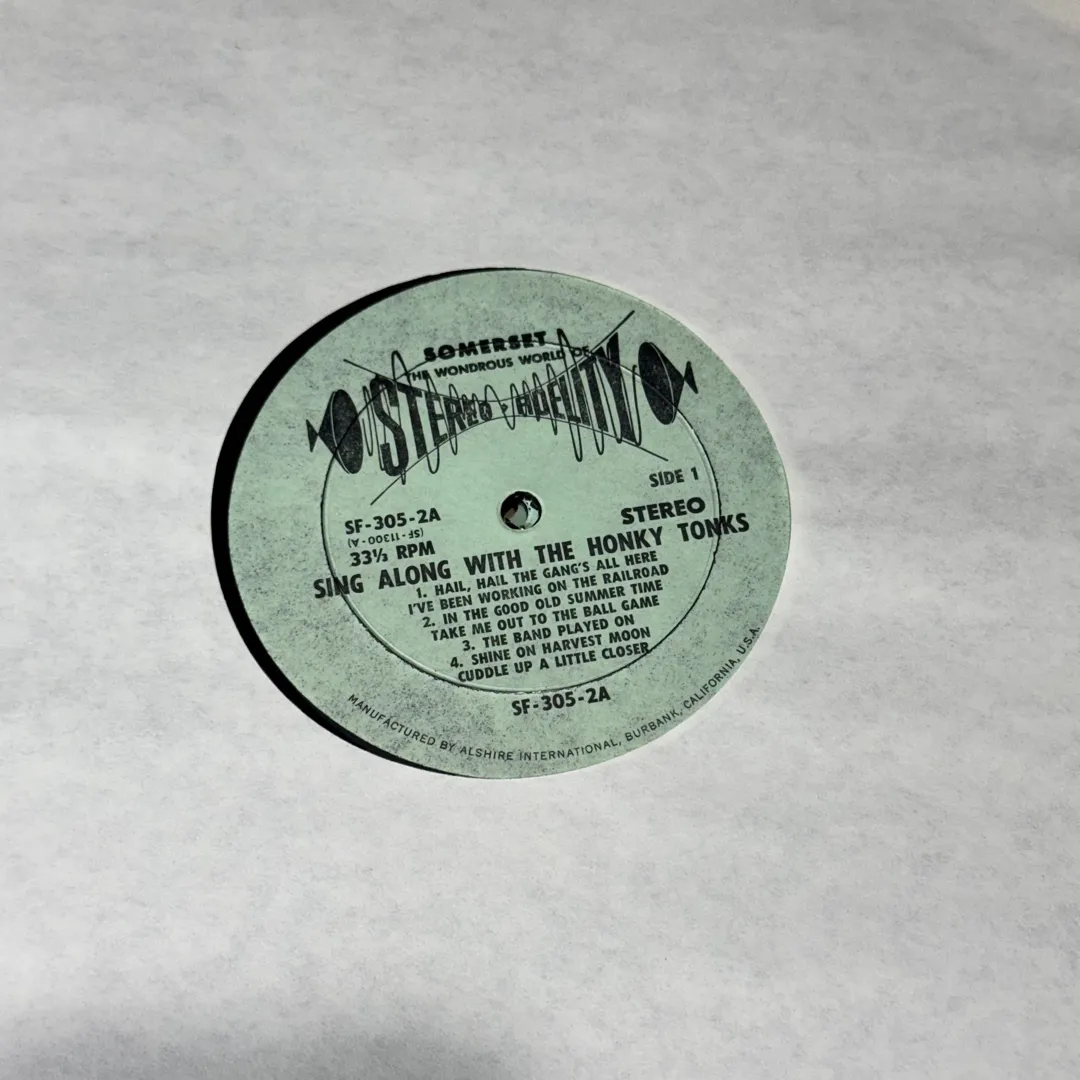 SOMERSET
THE WONDROUS WORLD OF
STEREO • FIDELITY
SIDE 1
SF-305-2A
STEREO
(SF-11300-A)
33⅓ RPM
SING ALONG WITH THE HONKY TONKS
1. HAIL, HAIL THE GANG'S ALL HERE
I'VE BEEN WORKING ON THE RAILROAD
2. IN THE GOOD OLD SUMMER TIME
TAKE ME OUT TO THE BALL GAME
3. THE BAND PLAYED ON
4. SHINE ON HARVEST MOON
CUDDLE UP A LITTLE CLOSER
SF-305-2A
MANUFACTURED BY ALSHIRE INTERNATIONAL, BURBANK, CALIFORNIA, U.S.A.